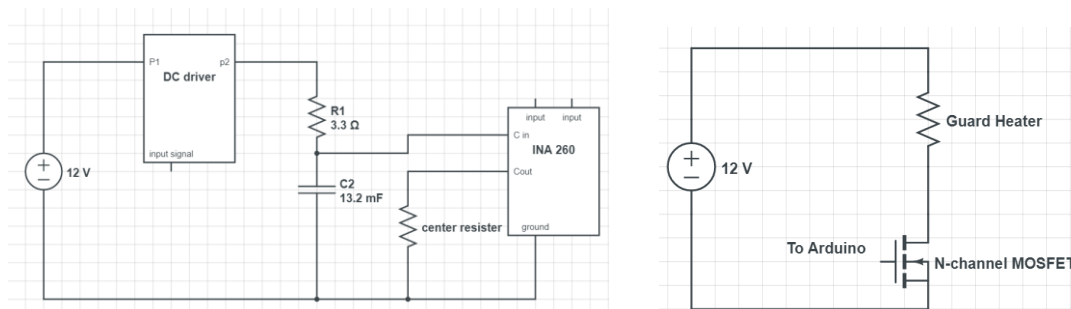 P1
p2
DC driver
input signal
12 V
R1
3.3 Ω
C2
13.2 mF
center resister
input
input
C in
INA 260
Cout
ground
12 V
Guard Heater
To Arduino
N-channel MOSFET